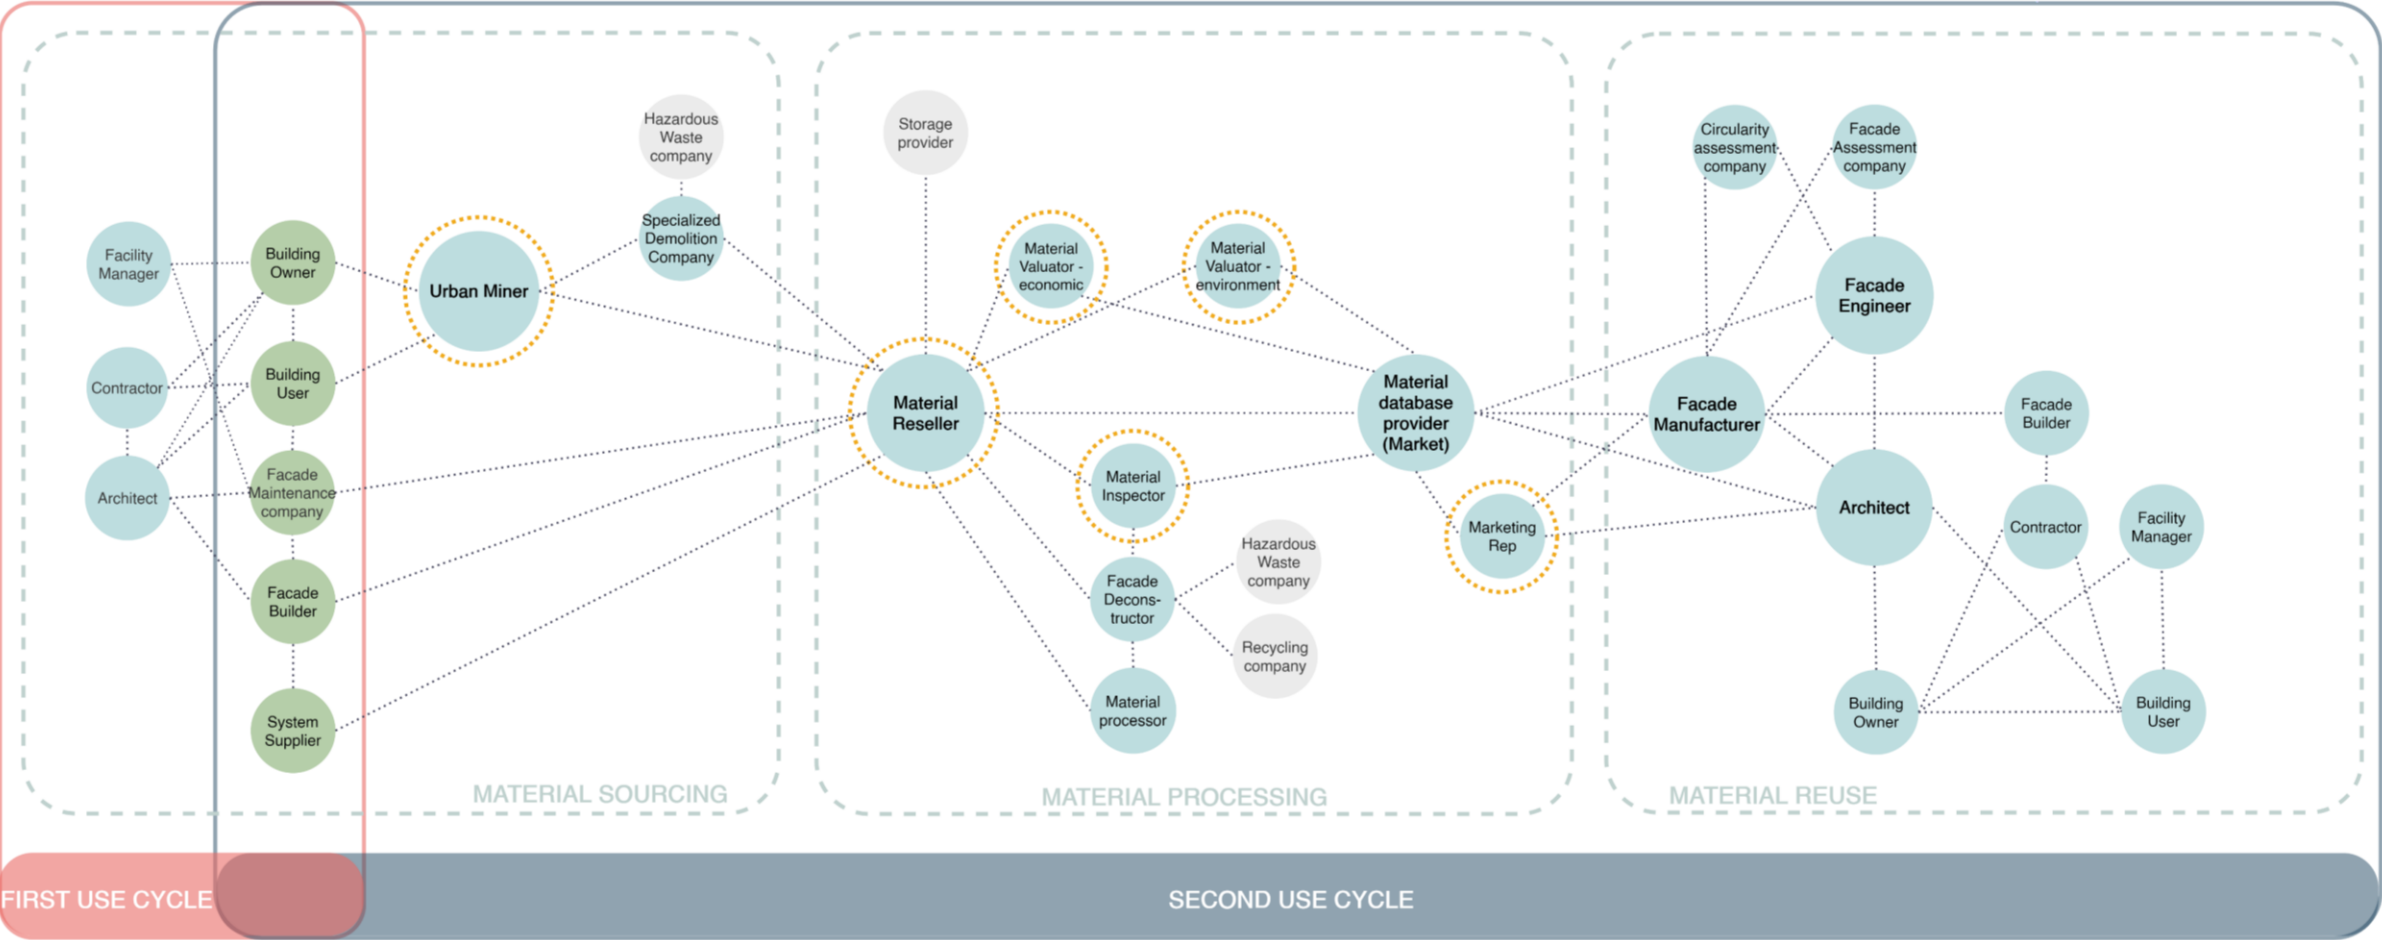 Facility
Manager
Contractor
Architect
Building
Owner
Building
User
Facade
Maintenance
company
Facade
Builder
System
Supplier
Urban Miner
Hazardous
Waste
company
Specialized
Demolition
Company
MATERIAL SOURCING
Storage
provider
Material
Valuator -
economic
Material
Valuator -
environment
Material
Reseller
Material
database
provider
(Market)
Material
Inspector
Marketing
Rep
Facade
Decons-
tructor
Hazardous
Waste
company
Recycling
company
Material
processor
MATERIAL PROCESSING
Circularity
assessment
company
Facade
Assessment
company
Facade
Engineer
Facade
Manufacturer
Facade
Builder
Architect
Contractor
Facility
Manager
Building
Owner
Building
User
MATERIAL REUSE
FIRST USE CYCLE
SECOND USE CYCLE